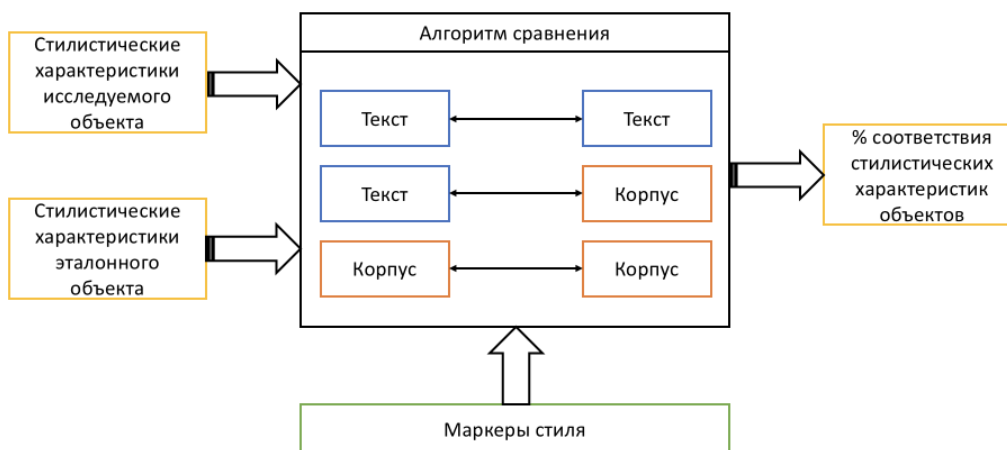 Стилистические
характеристики
исследуемого
объекта
Стилистические
характеристики
эталонного
объекта
Алгоритм сравнения
Текст
Текст
Текст
Корпус
Корпус
Корпус
% соответствия
стилистических
характеристик
объектов
Маркеры стиля